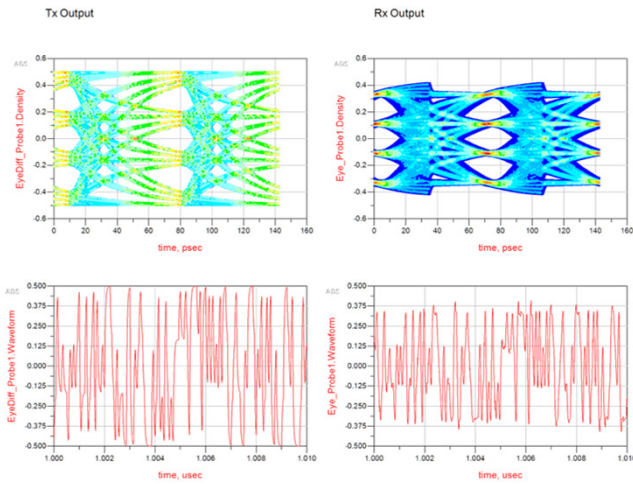 Tx Output
Rx Output
ADS
EyeDiff_Probe1.Density
0.6
0.4
0.2
0.0
-0.2
-0.4
-0.6
0 20 40 60 80 100 120 140 160
time, psec
ADS
Eye_Probe1.Density
0.6
0.4
0.2
0.0
-0.2
-0.4
-0.6
0 20 40 60 80 100 120 140 160
time, psec
ADS
EyeDiff_Probe1.Waveform
0.500
0.375
0.250
0.125
0.000
-0.125
-0.250
-0.375
-0.500
1.000 1.002 1.004 1.006 1.008 1.010
time, usec
ADS
Eye_Probe1.Waveform
0.500
0.375
0.250
0.125
0.000
-0.125
-0.250
-0.375
-0.500
1.000 1.002 1.004 1.006 1.008 1.010
time, usec